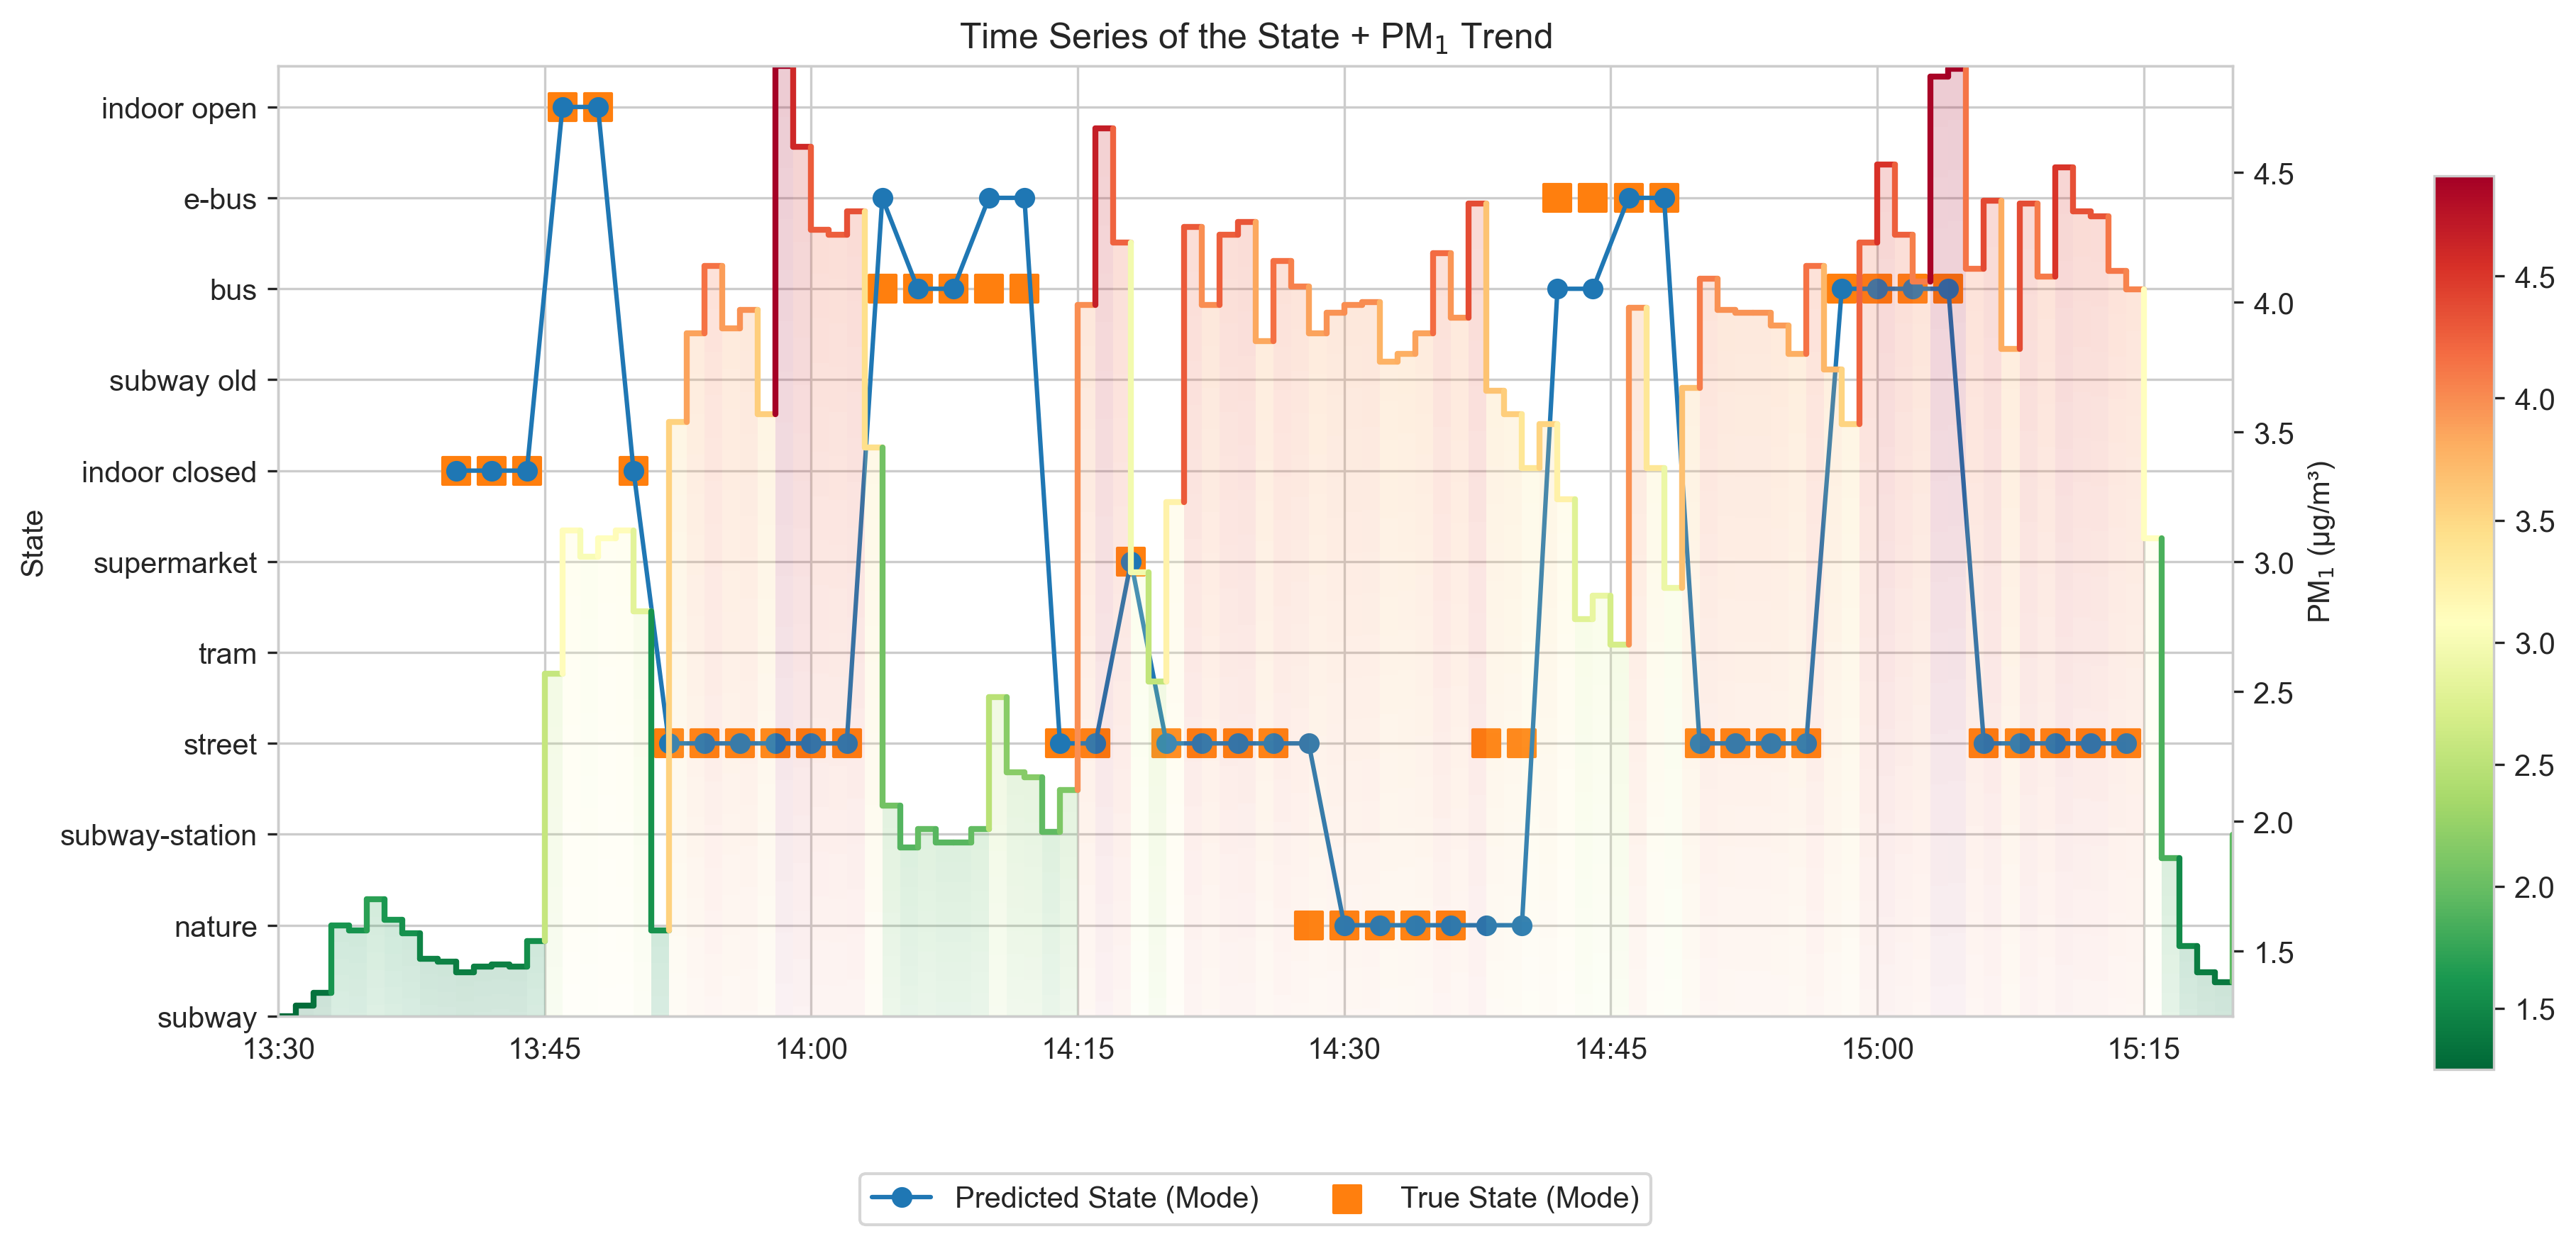 Time Series of the State + PM₁ Trend
State
indoor open
e-bus
bus
subway old
indoor closed
supermarket
tram
street
subway-station
nature
subway
13:30
13:45
14:00
14:15
14:30
14:45
15:00
15:15
4.5
4.0
3.5
3.0
2.5
2.0
1.5
PM₁ (µg/m³)
4.5
4.0
3.5
3.0
2.5
2.0
1.5
Predicted State (Mode)
True State (Mode)